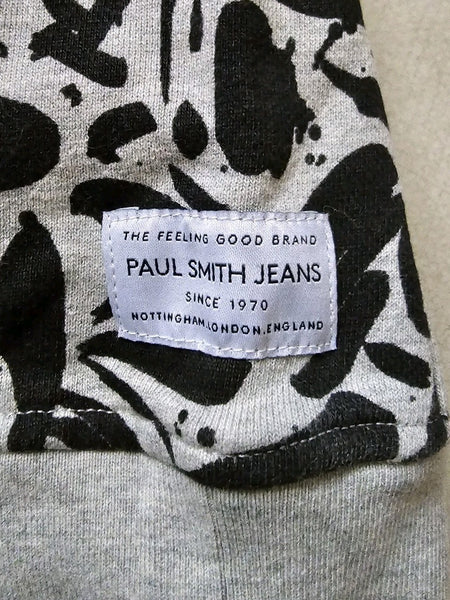 THE FEELING GOOD BRAND
PAUL SMITH JEANS
SINCE 1970
NOTTINGHAM.LONDON.ENGLAND